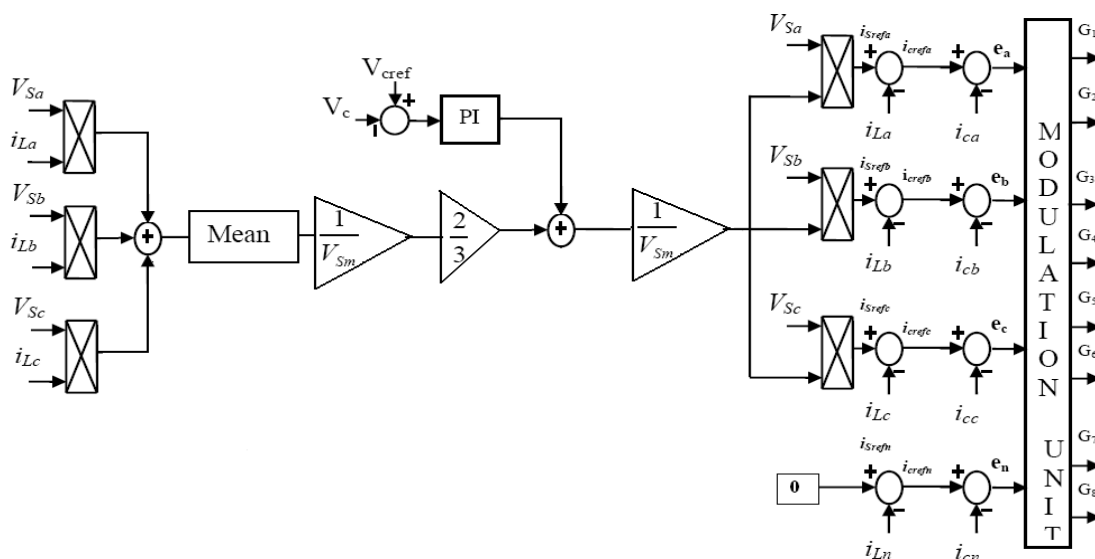 V_Sa
i_La
V_Sb
i_Lb
V_Sc
i_Lc
+
Mean
1
V_Sm
2
3
V_cref
V_c
+
PI
+
1
V_Sm
V_Sa
i_Srefa
i_crefa
e_a
+
+
i_La
i_ca
V_Sb
i_Srefb
i_crefb
e_b
+
+
i_Lb
i_cb
V_Sc
i_Srefc
i_crefc
e_c
+
+
i_Lc
i_cc
0
i_Srefn
i_crefn
e_n
+
+
i_Ln
i_cn
MODULATION UNIT
G1
G2
G3
G4
G5
G6
G7
G8